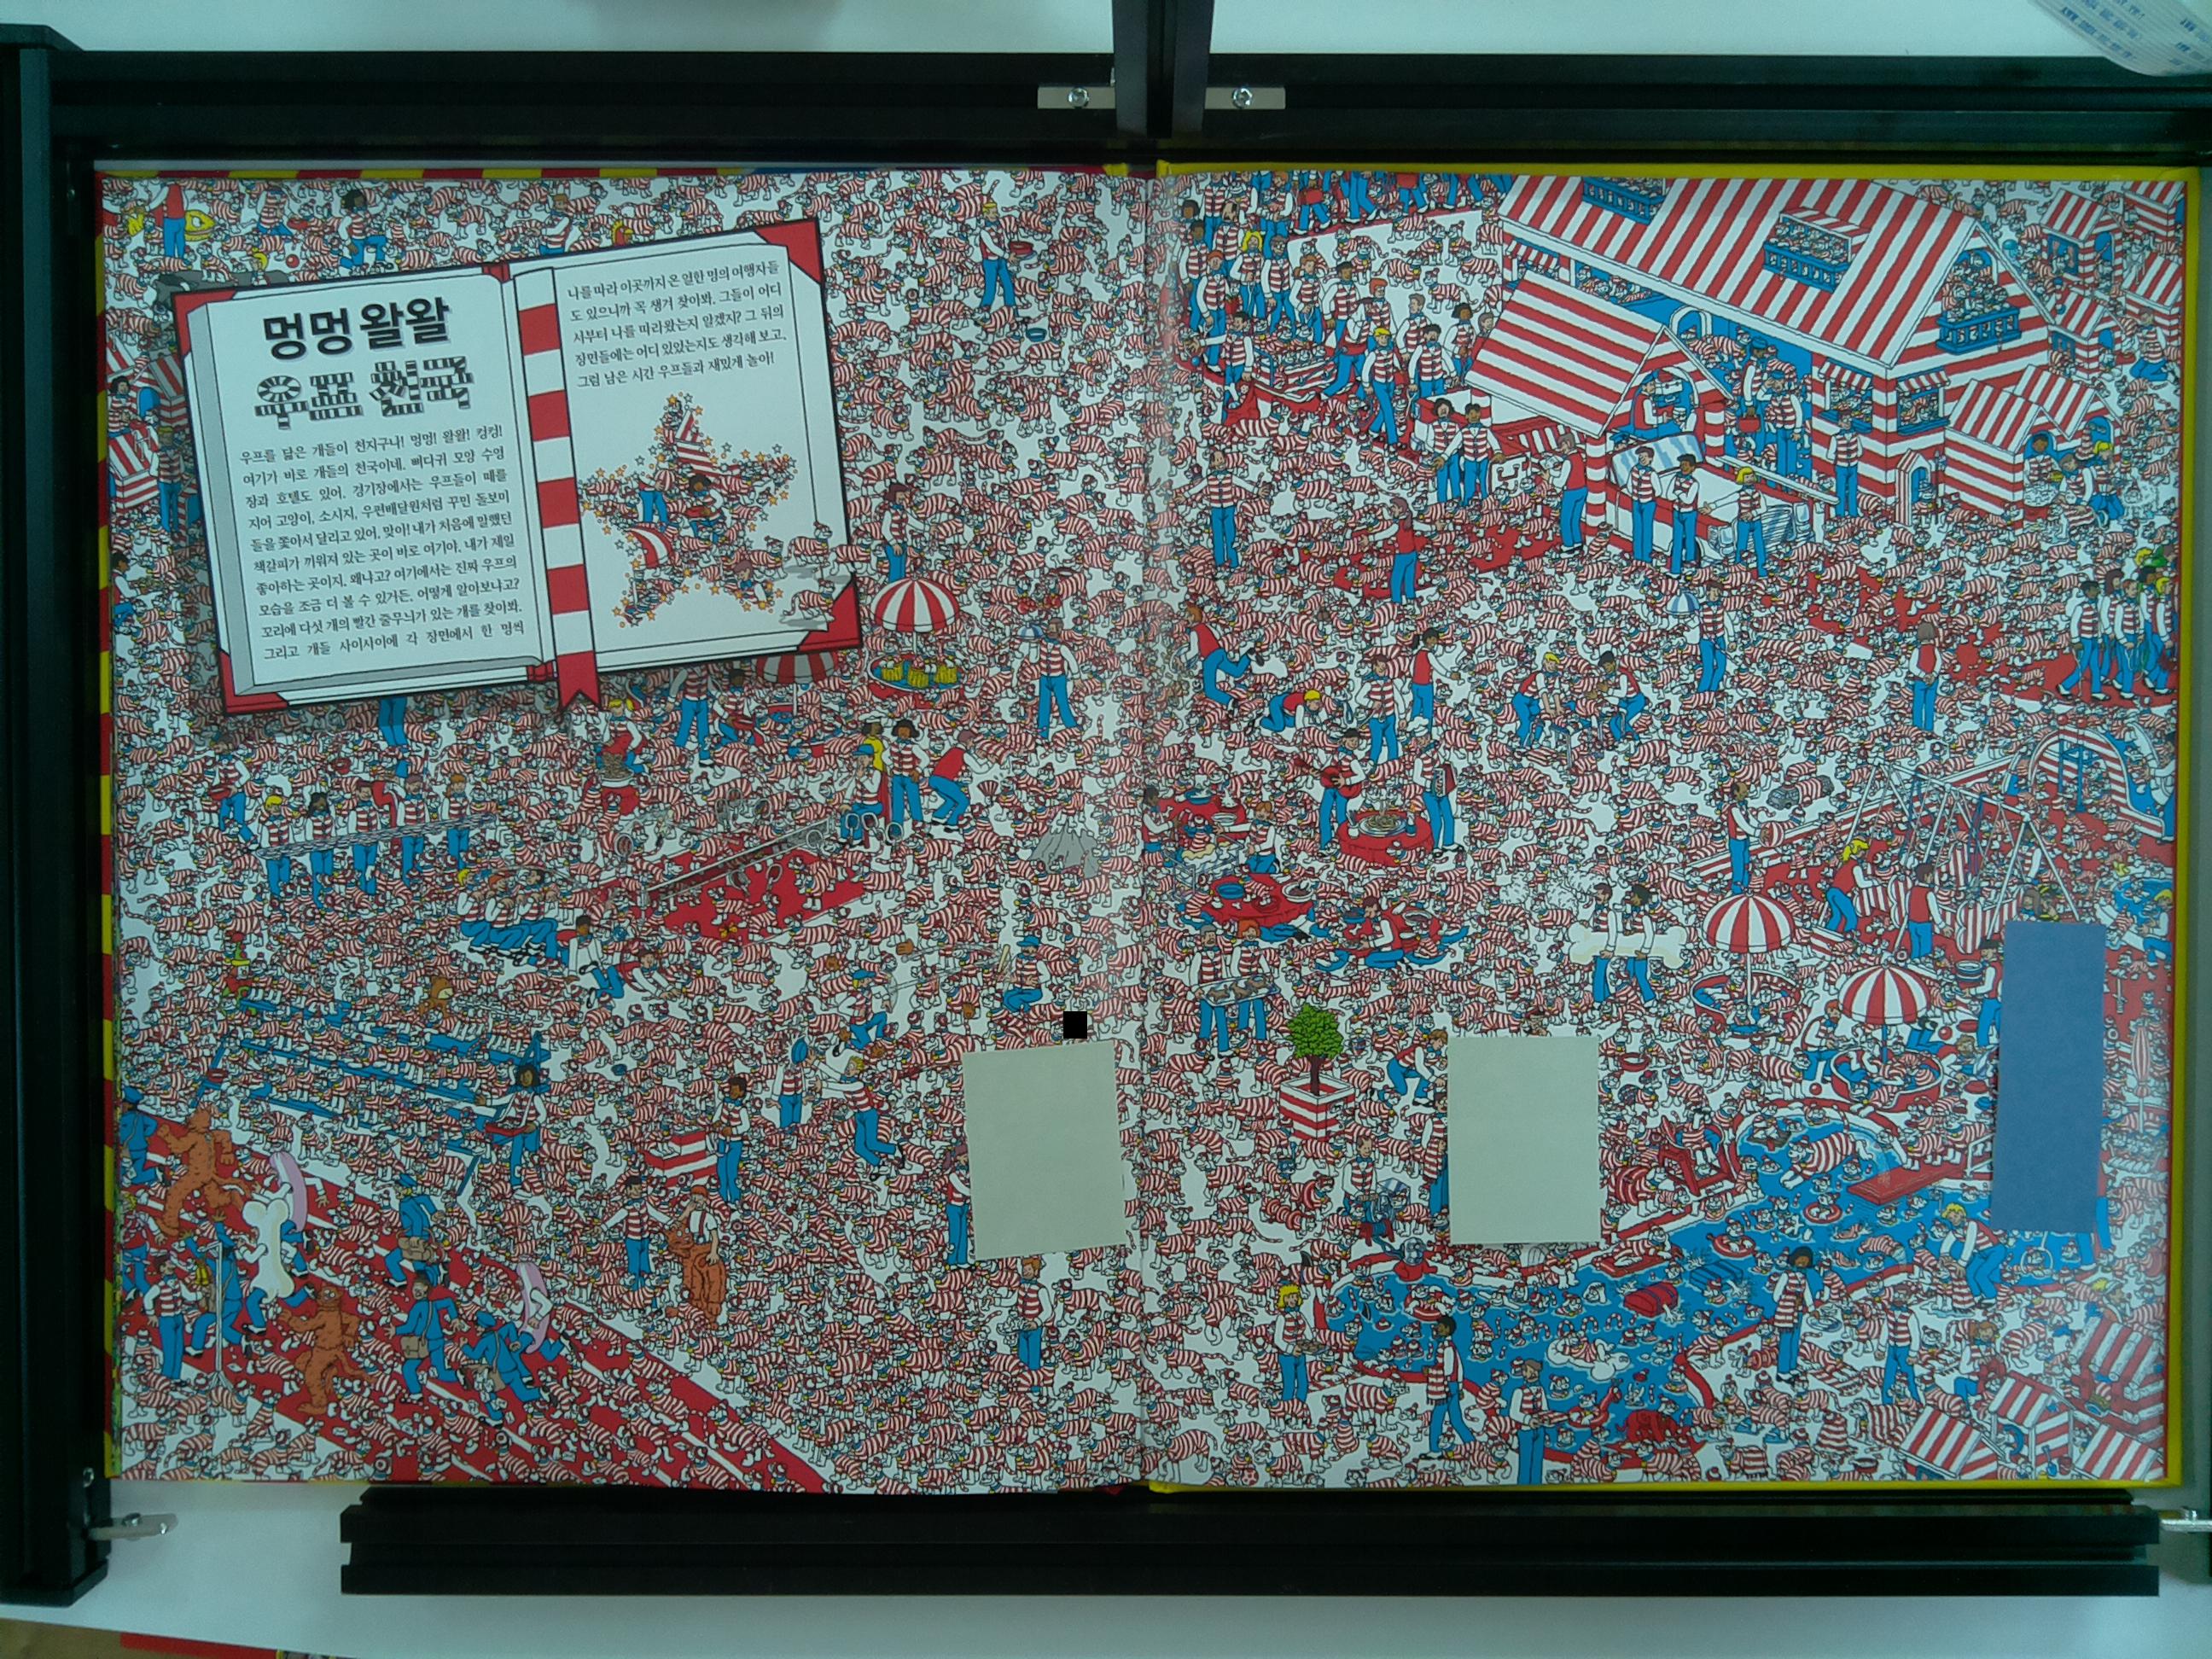 멍멍 왈왈
우프 천국
우프를 닮은 개들이 천지구나! 멍멍! 왈왈! 컹컹!
여기가 바로 개들의 천국이네. 뼈다귀 모양 수영
장과 호텔도 있어. 경기장에서는 우프들이 떼를
지어 고양이, 소시지, 우편배달원처럼 꾸민 돌보미
들을 쫓아서 달리고 있어. 맞아! 내가 처음에 말했던
책갈피가 끼워져 있는 곳이 바로 여기야. 내가 제일
좋아하는 곳이지. 왜냐고? 여기에서는 진짜 우프의
모습을 조금 더 볼 수 있거든. 어떻게 알아보냐고?
꼬리에 다섯 개의 빨간 줄무늬가 있는 개를 찾아봐.
그리고 개들 사이사이에 각 장면에서 한 명씩
나를 따라 이곳까지 온 열한 명의 여행자들
도 있으니까 꼭 챙겨 찾아봐. 그들이 어디
서부터 나를 따라왔는지 알겠지? 그 뒤의
장면들에는 어디 있었는지도 생각해 보고.
그럼 남은 시간 우프들과 재밌게 놀아!